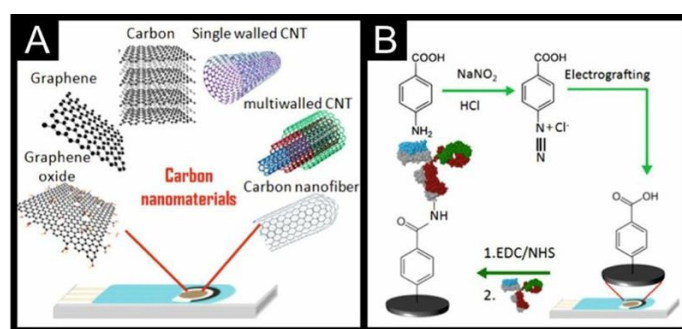 A
Carbon
Single walled CNT
Graphene
multiwalled CNT
Graphene
oxide
Carbon
nanomaterials
Carbon nanofiber
B
COOH
NH₂
NaNO₂
HCl
COOH
N⁺ Cl⁻
N
Electrografting
O
OH
O
NH
1.EDC/NHS
2.